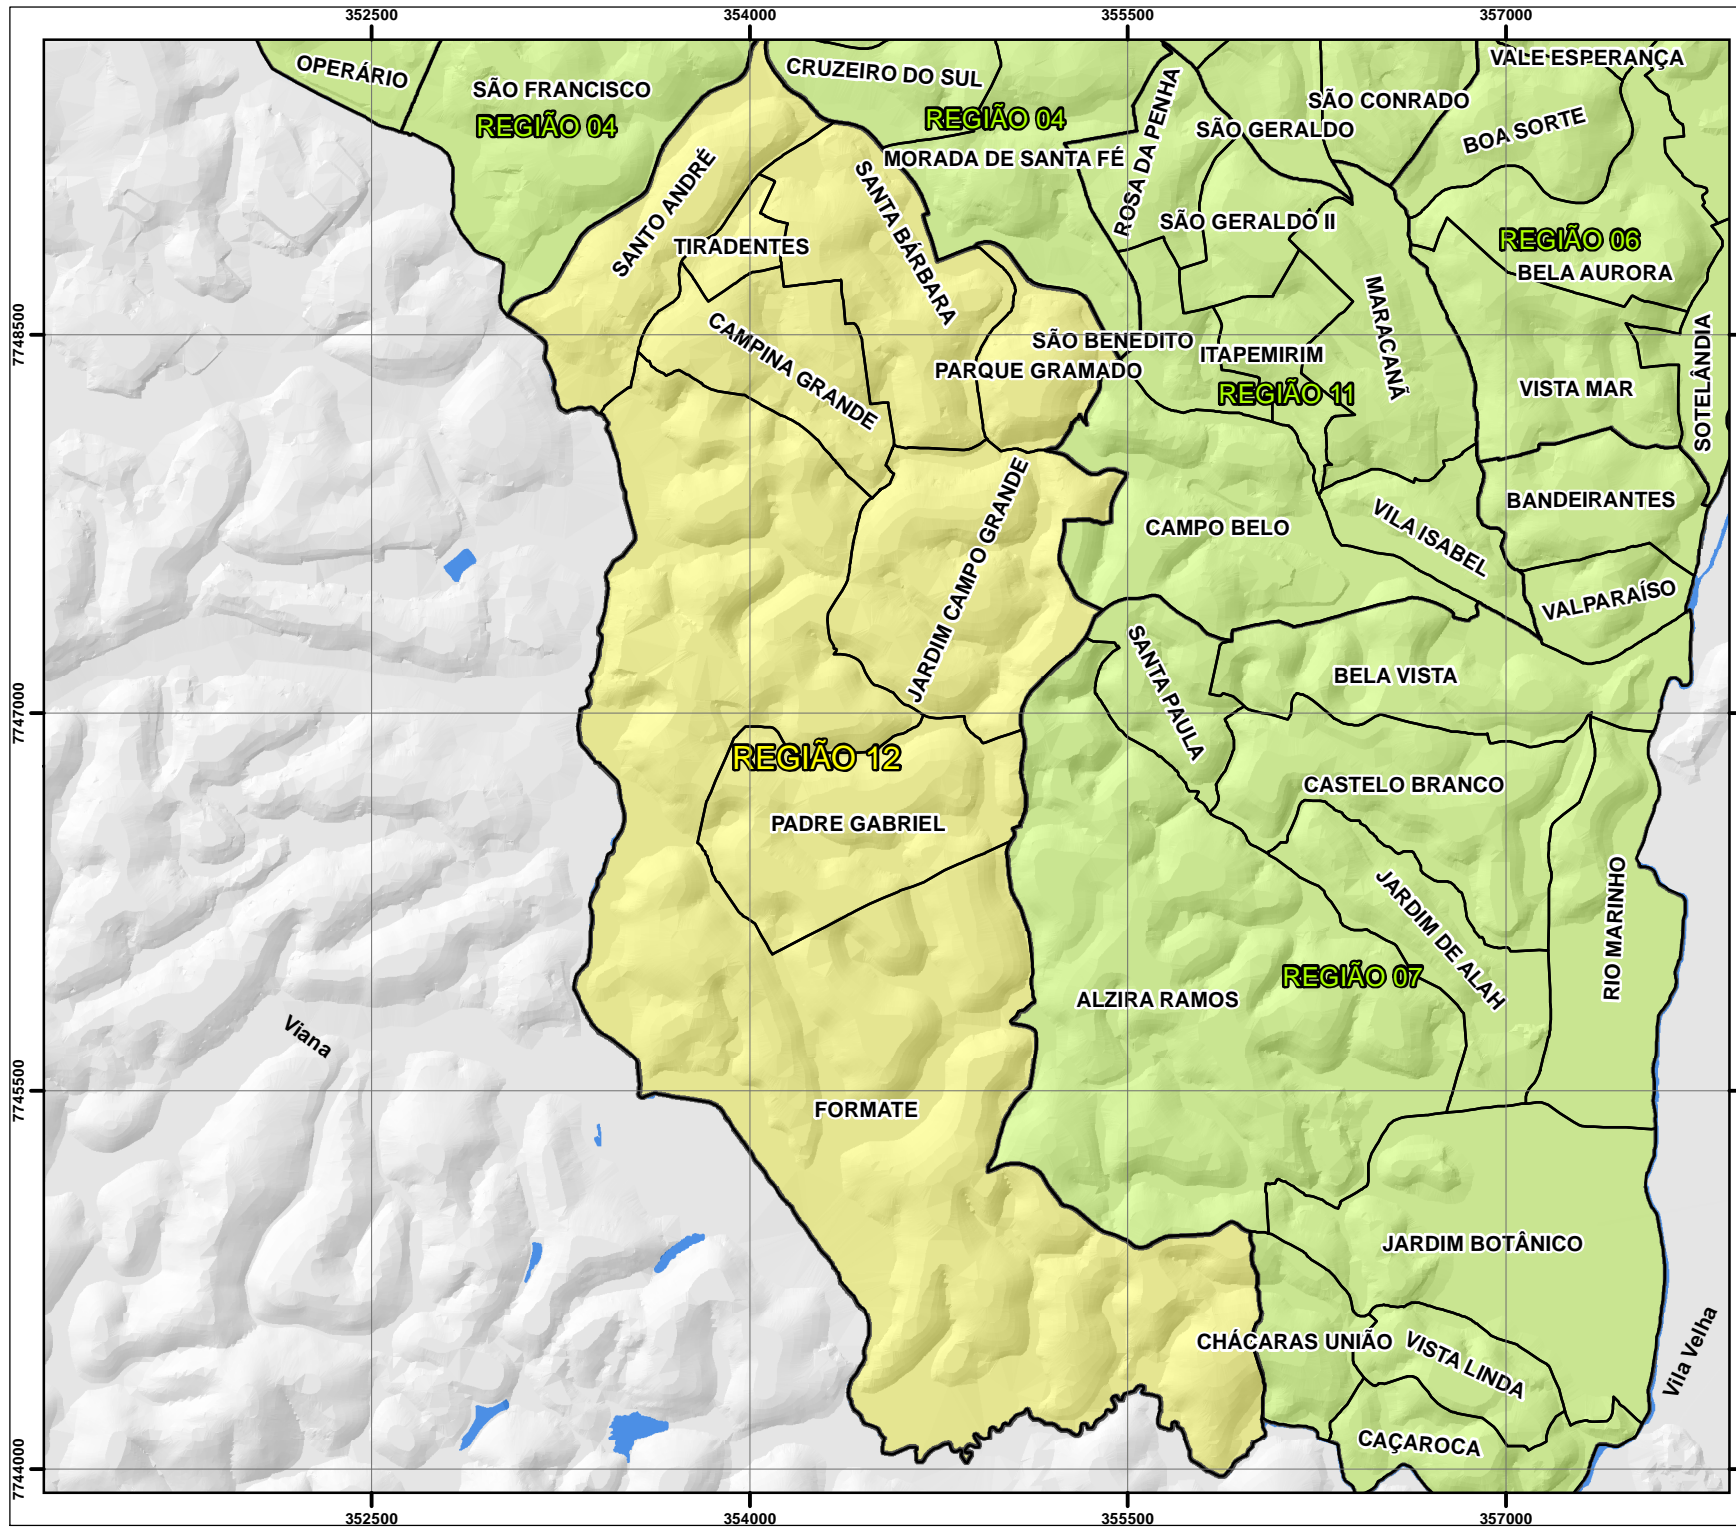 352500
354000
355500
357000
OPERÁRIO
SÃO FRANCISCO
REGIÃO 04
CRUZEIRO DO SUL
REGIÃO 04
MORADA DE SANTA FÉ
ROSA DA PENHA
SÃO GERALDO
SÃO CONRADO
VALE ESPERANÇA
BOA SORTE
SANTO ANDRÉ
TIRADENTES
SANTA BÁRBARA
SÃO GERALDO II
REGIÃO 06
BELA AURORA
MARACANÃ
7748500
CAMPINA GRANDE
SÃO BENEDITO
PARQUE GRAMADO
ITAPEMIRIM
REGIÃO 11
VISTA MAR
SOTELÂNDIA
JARDIM CAMPO GRANDE
CAMPO BELO
VILA ISABEL
BANDEIRANTES
VALPARAÍSO
SANTA PAULA
BELA VISTA
7747000
REGIÃO 12
CASTELO BRANCO
PADRE GABRIEL
JARDIM DE ALAH
RIO MARINHO
REGIÃO 07
ALZIRA RAMOS
Viana
7745500
FORMATE
JARDIM BOTÂNICO
CHÁCARAS UNIÃO
VISTA LINDA
Vila Velha
CAÇAROCA
7744000
352500
354000
355500
357000